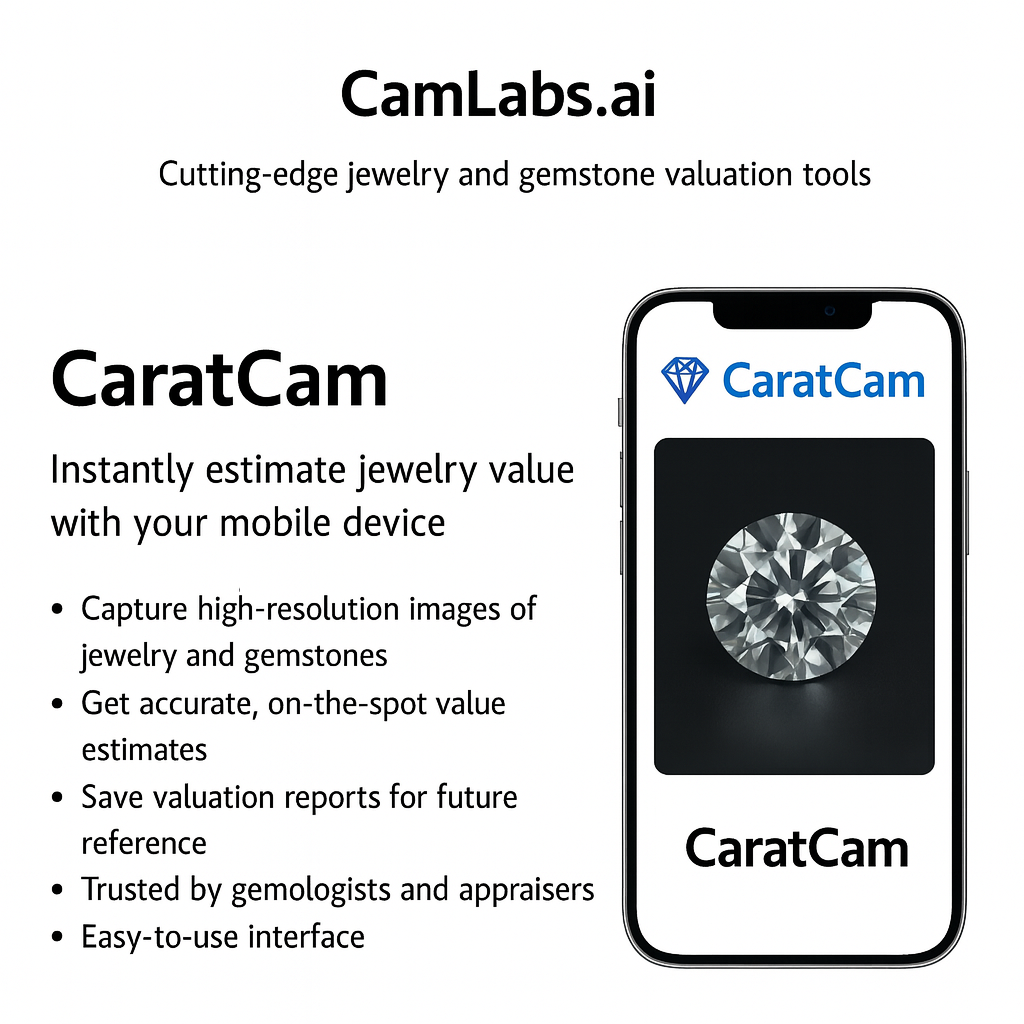 CamLabs.ai
Cutting-edge jewelry and gemstone valuation tools
CaratCam
Instantly estimate jewelry value
with your mobile device
• Capture high-resolution images of
jewelry and gemstones
• Get accurate, on-the-spot value
estimates
• Save valuation reports for future
reference
• Trusted by gemologists and appraisers
• Easy-to-use interface
CaratCam
CaratCam